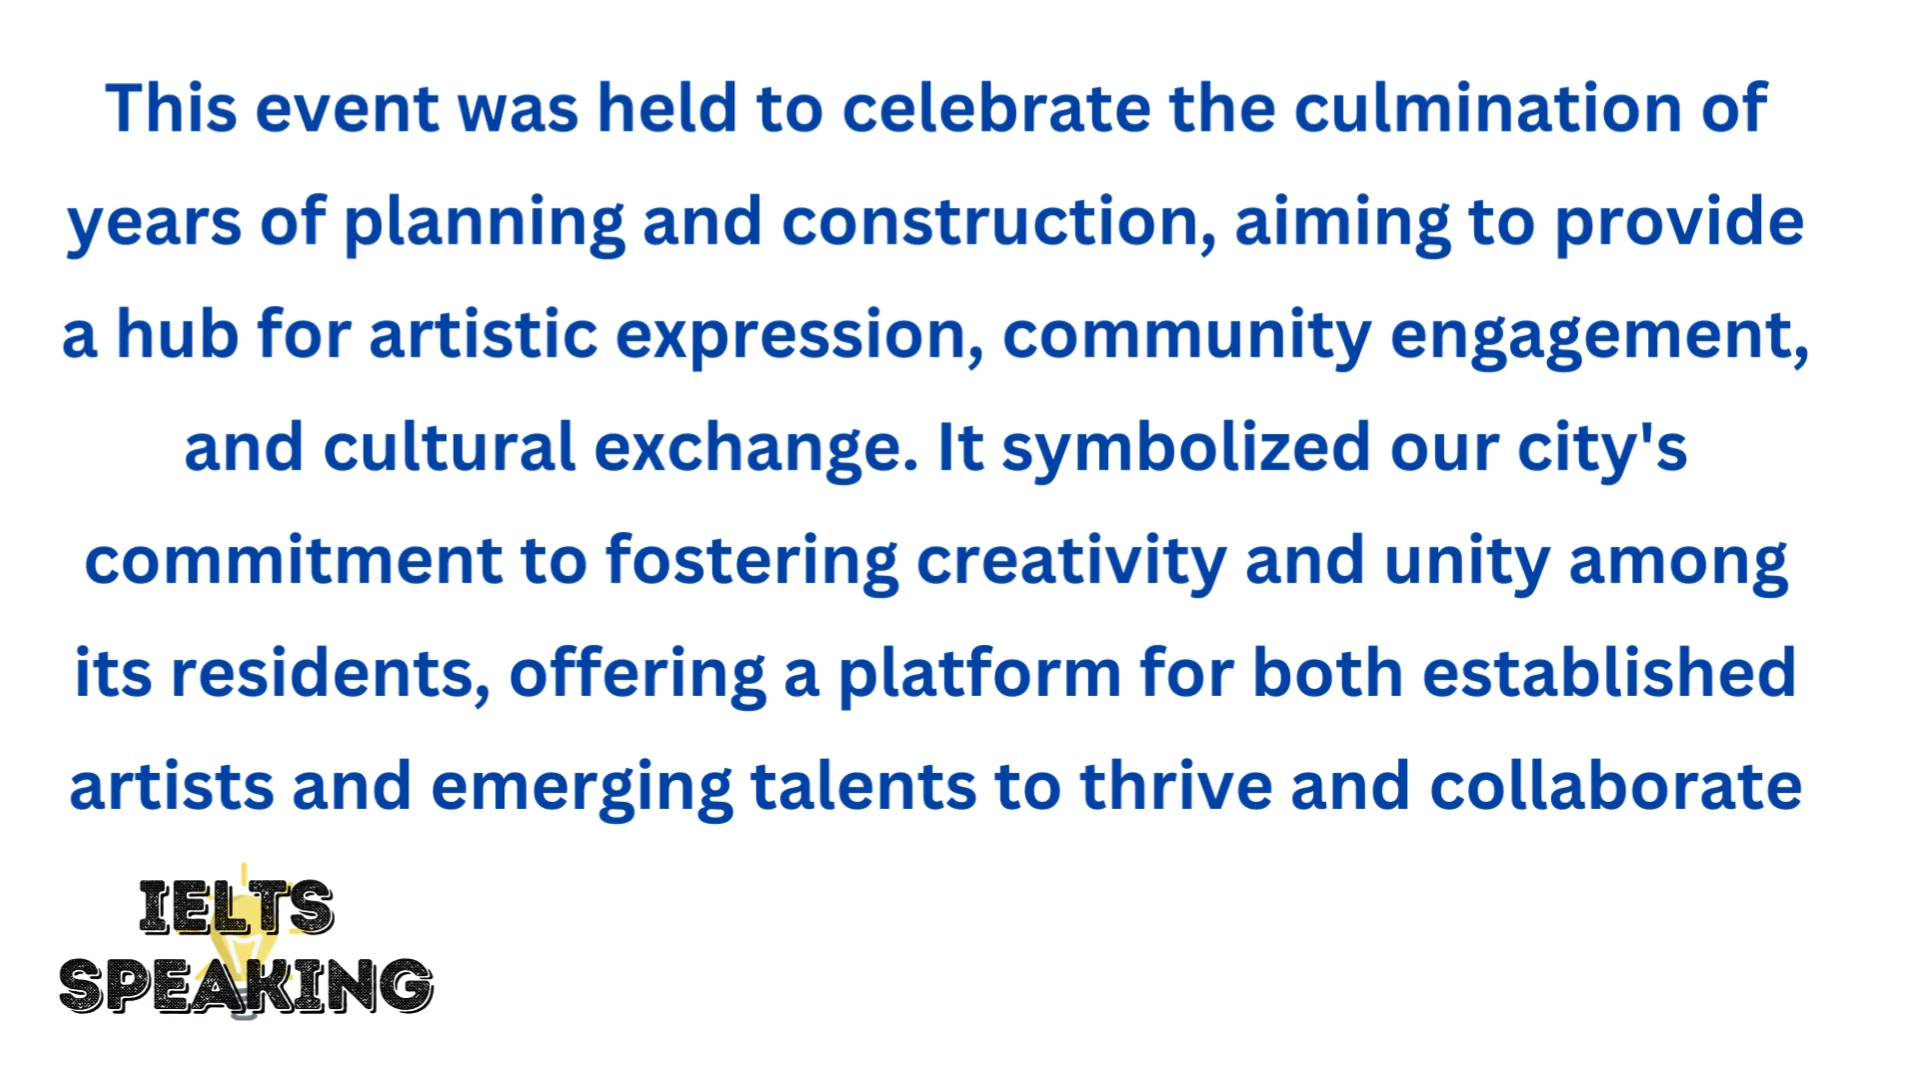 This event was held to celebrate the culmination of
years of planning and construction, aiming to provide
a hub for artistic expression, community engagement,
and cultural exchange. It symbolized our city's
commitment to fostering creativity and unity among
its residents, offering a platform for both established
artists and emerging talents to thrive and collaborate
IELTS
SPEAKING